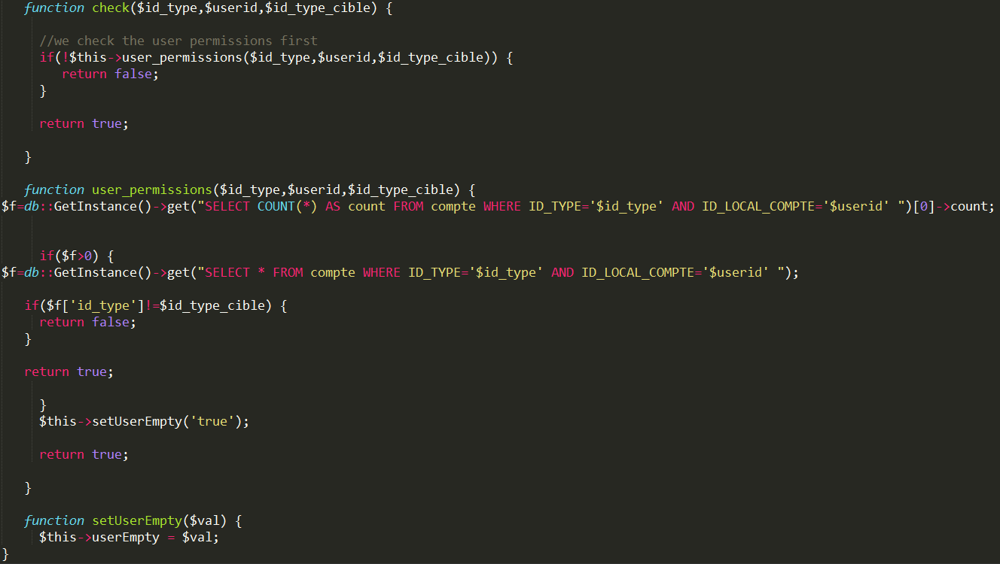 function check($id_type,$userid,$id_type_cible) {
//we check the user permissions first
if(!$this->user_permissions($id_type,$userid,$id_type_cible)) {
return false;
}
return true;
}
function user_permissions($id_type,$userid,$id_type_cible) {
$f=db::GetInstance()->get("SELECT COUNT(*) AS count FROM compte WHERE ID_TYPE='$id_type' AND ID_LOCAL_COMPTE='$userid' ")[0]->count;
if($f>0) {
$f=db::GetInstance()->get("SELECT * FROM compte WHERE ID_TYPE='$id_type' AND ID_LOCAL_COMPTE='$userid' ");
if($f['id_type']!=$id_type_cible) {
return false;
}
return true;
}
$this->setUserEmpty('true');
return true;
}
function setUserEmpty($val) {
$this->userEmpty = $val;
}